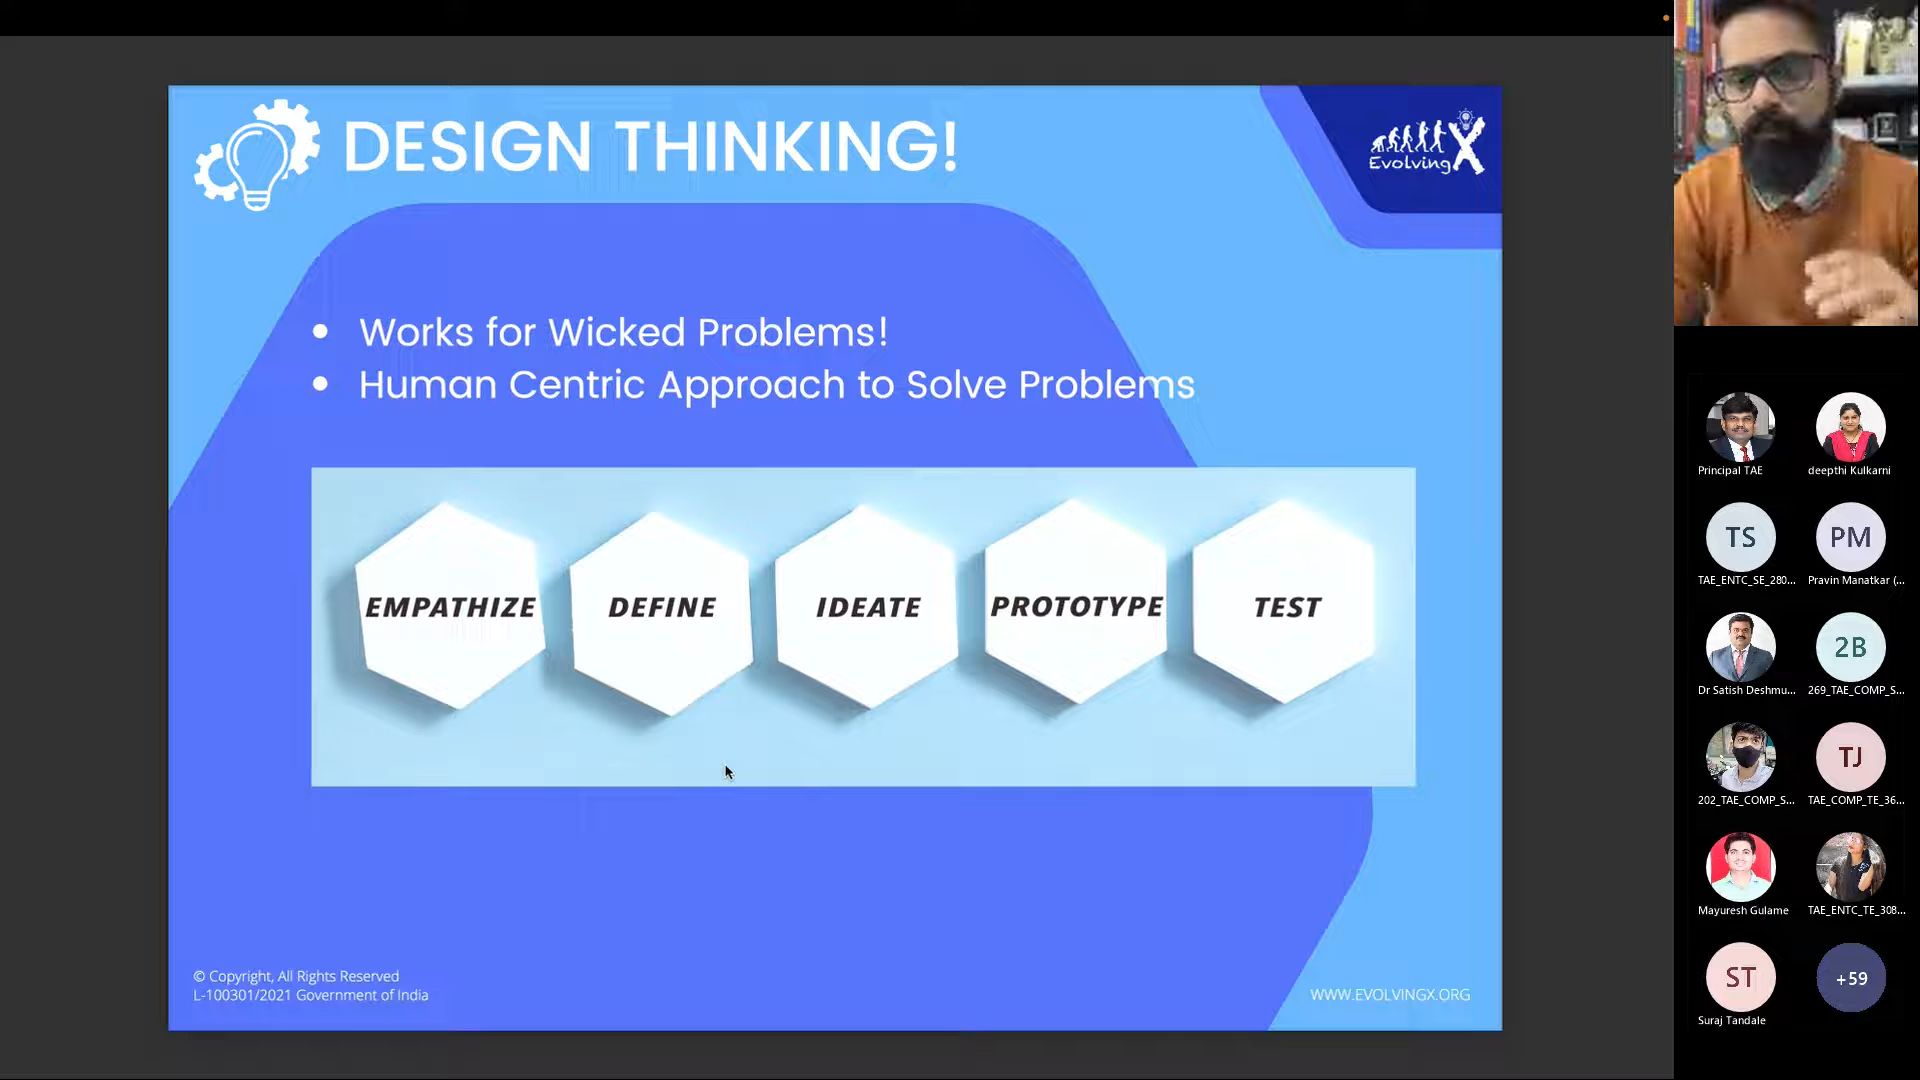 DESIGN THINKING!
EvolvingX
Works for Wicked Problems!
Human Centric Approach to Solve Problems
EMPATHIZE
DEFINE
IDEATE
PROTOTYPE
TEST
© Copyright, All Rights Reserved
L-100301/2021 Government of India
WWW.EVOLVINGX.ORG
Principal TAE
deepthi Kulkarni
TS
PM
TAE_ENTC_SE_280...
Pravin Manatkar (...
2B
Dr Satish Deshmu...
269_TAE_COMP_S...
TJ
202_TAE_COMP_S...
TAE_COMP_TE_36...
Mayuresh Gulame
TAE_ENTC_TE_308...
ST
+59
Suraj Tandale